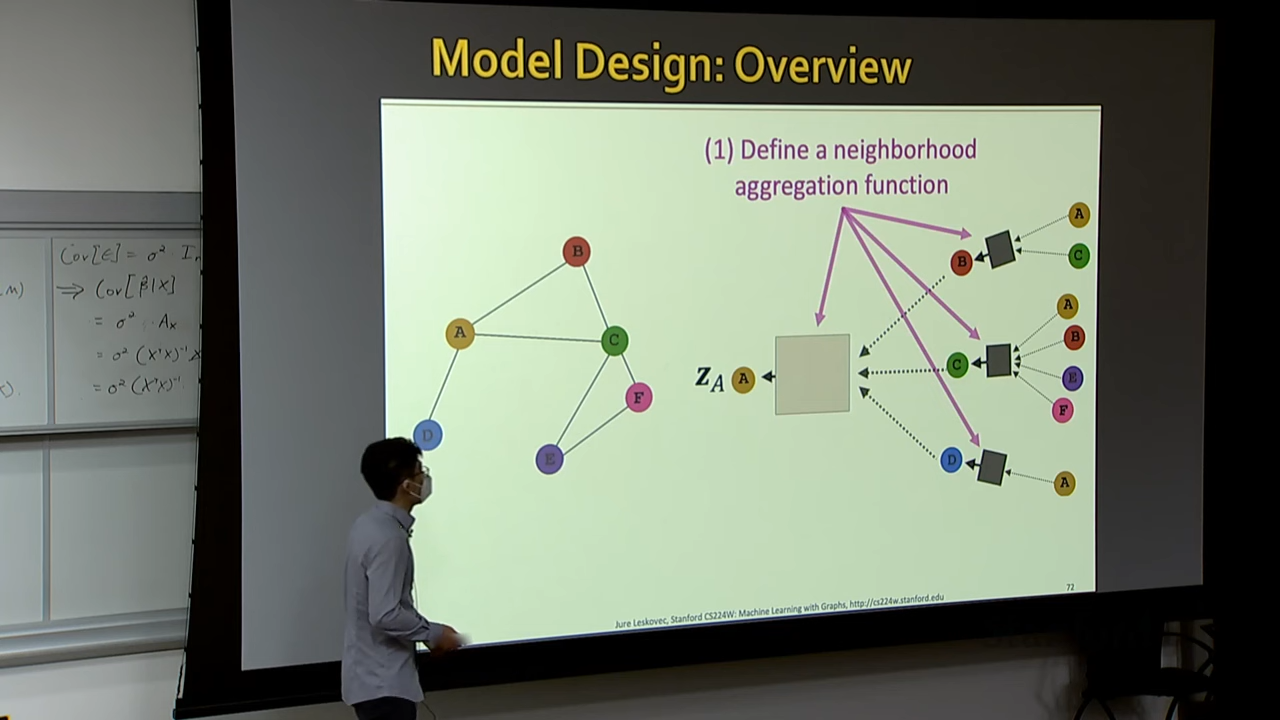 Model Design: Overview
(1) Define a neighborhood
aggregation function
A
C
B
B
A
C
D
F
E
z_A A
A
B
C
E
F
D
A
72
Jure Leskovec, Stanford CS224W: Machine Learning with Graphs, http://cs224w.stanford.edu
Cov[ϵ] = σ² I
⇒ Cov[β̂|X]
= σ² · Aₓ
= σ² (X'X)⁻¹
= σ² (X'X)⁻¹.